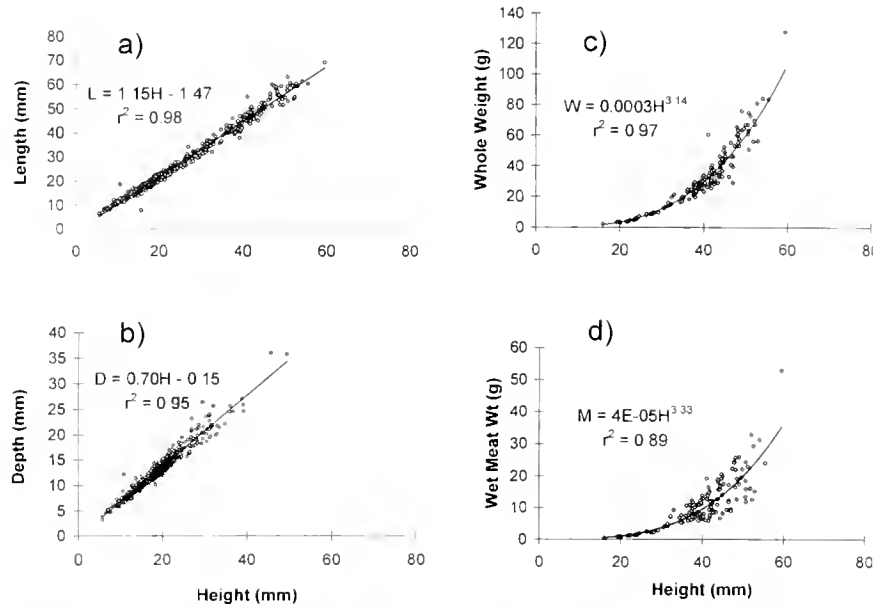 a)
80
70
60
50
40
30
20
10
0
Length (mm)
L = 1 15H - 1 47
r² = 0.98
0 20 40 60 80
b)
40
35
30
25
20
15
10
5
0
Depth (mm)
D = 0.70H - 0 15
r² = 0.95
0 20 40 60 80
Height (mm)
c)
140
120
100
80
60
40
20
0
Whole Weight (g)
W = 0.0003H³ ¹⁴
r² = 0.97
0 20 40 60 80
d)
60
50
40
30
20
10
0
Wet Meat Wt (g)
M = 4E-05H³ ³³
r² = 0 89
0 20 40 60 80
Height (mm)